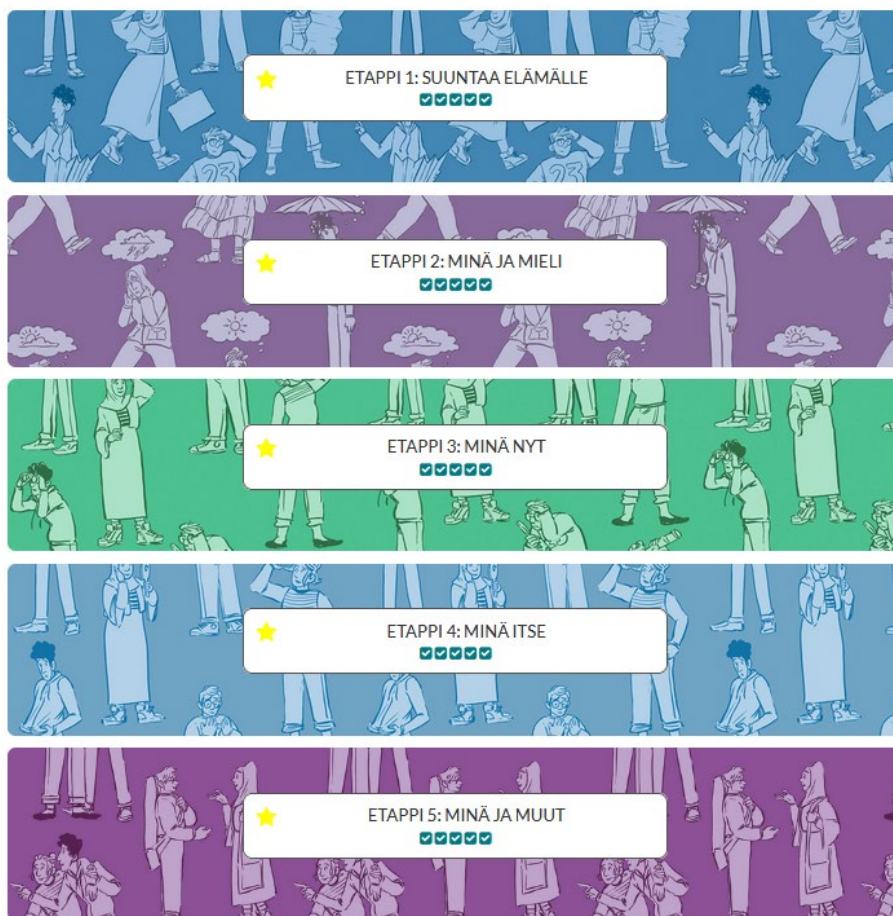 ETAPPI 1: SUUNTAA ELÄMÄLLE
23
ETAPPI 2: MINÄ JA MIELI
ETAPPI 3: MINÄ NYT
ETAPPI 4: MINÄ ITSE
ETAPPI 5: MINÄ JA MUUT